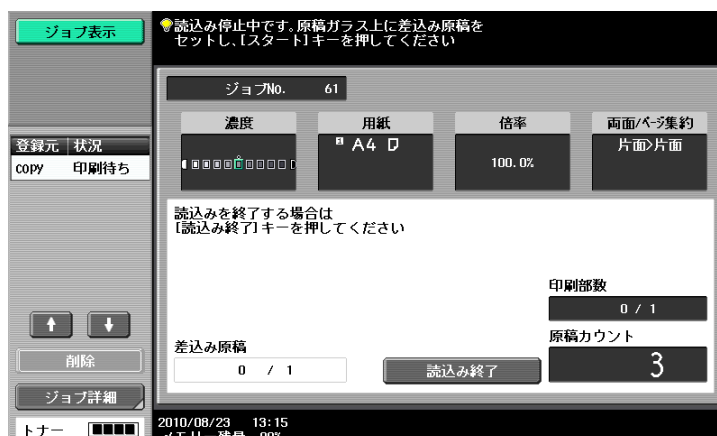 ジョブ表示
読込み停止中です。原稿ガラス上に差込み原稿を
セットし、[スタート]キーを押してください
ジョブNo. 61
濃度
用紙
倍率
両面/ページ集約
A4
100.0%
片面>片面
登録元 状況
copy 印刷待ち
読込みを終了する場合は
[読込み終了]キーを押してください
印刷部数
0 / 1
差込み原稿
0 / 1
読込み終了
原稿カウント
3
削除
ジョブ詳細
トナー
2010/08/23 13:15
メモリー残量 99%